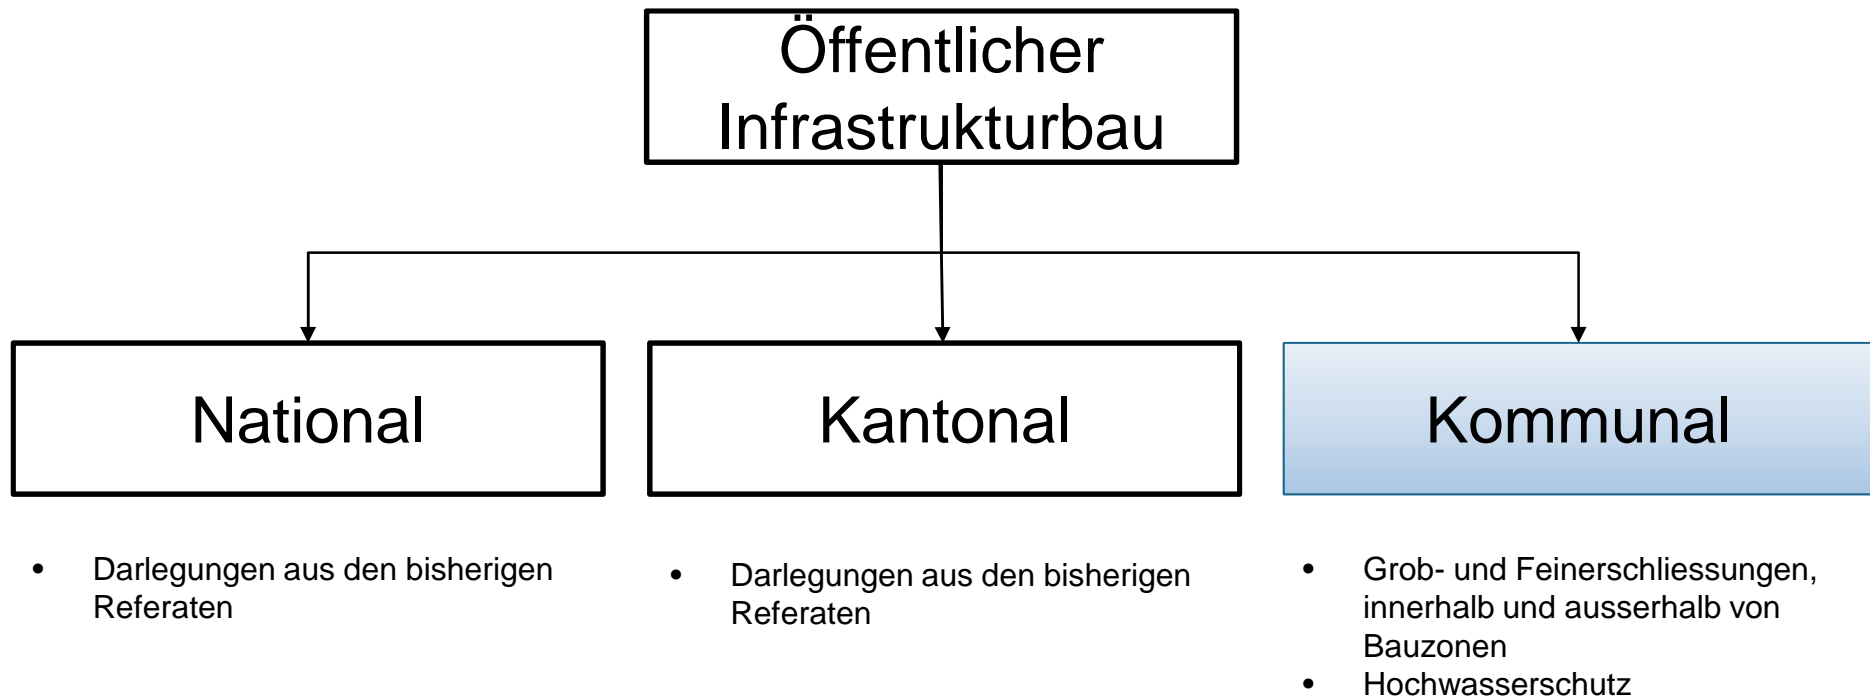 Öffentlicher
Infrastrukturbau
National
Kantonal
Kommunal
• Darlegungen aus den bisherigen
Referaten
• Darlegungen aus den bisherigen
Referaten
• Grob- und Feinerschliessungen,
innerhalb und ausserhalb von
Bauzonen
• Hochwasserschutz